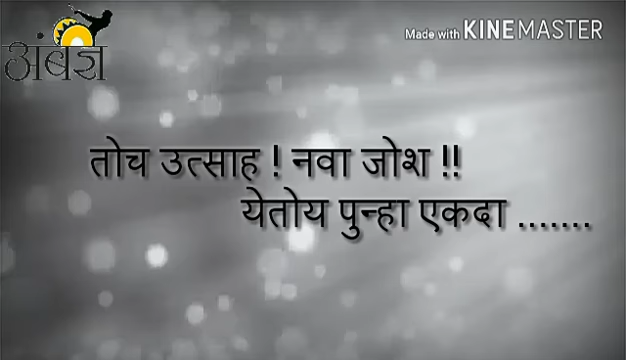 अंबज्ञ
Made with KINEMASTER
तोच उत्साह ! नवा जोश !!
येतोय पुन्हा एकदा .......